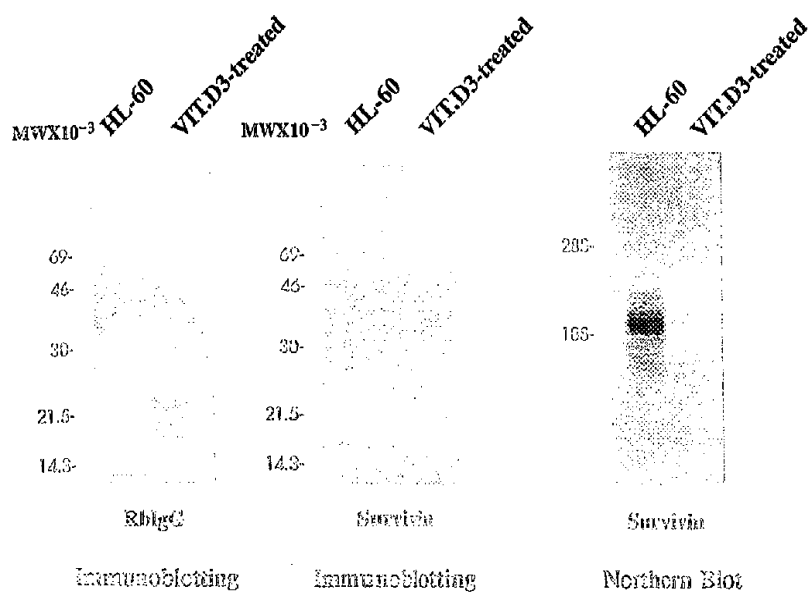 HL-60 VIT.D3-treated HL-60 VIT.D3-treated HL-60 VIT.D3-treated
MWX10⁻³ MWX10⁻³
69- 69- 28S-
46- 46-
30- 30- 18S-
21.5- 21.5-
14.3- 14.3-
RbIgG Survivin Survivin
Immunoblotting Immunoblotting Northern Blot